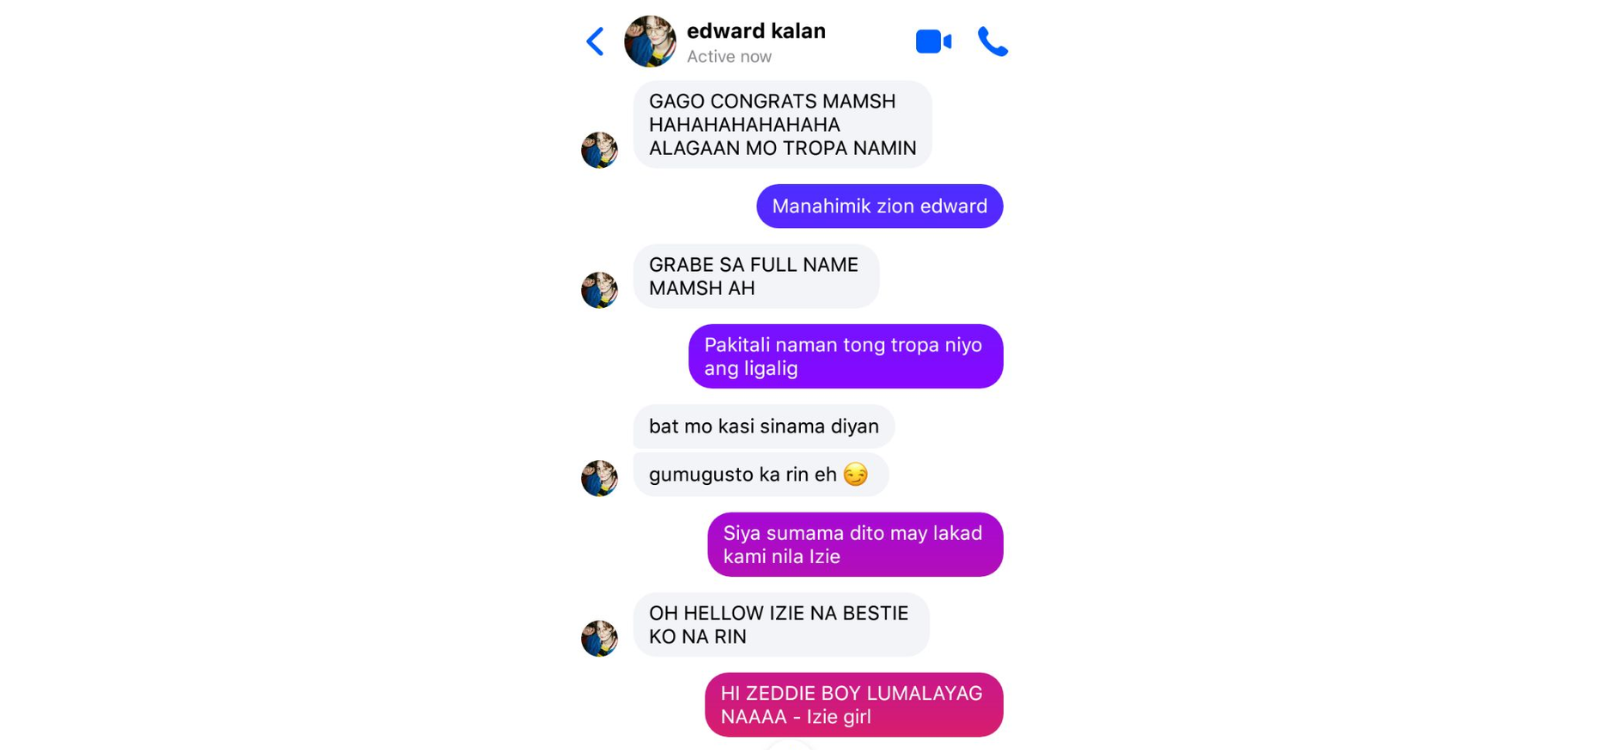 edward kalan
Active now
GAGO CONGRATS MAMSH
HAHAHAHAHAHAHA
ALAGAAN MO TROPA NAMIN
Manahimik zion edward
GRABE SA FULL NAME
MAMSH AH
Pakitali naman tong tropa niyo
ang ligalig
bat mo kasi sinama diyan
gumugusto ka rin eh 😏
Siya sumama dito may lakad
kami nila Izie
OH HELLOW IZIE NA BESTIE
KO NA RIN
HI ZEDDIE BOY LUMALAYAG
NAAAA - Izie girl